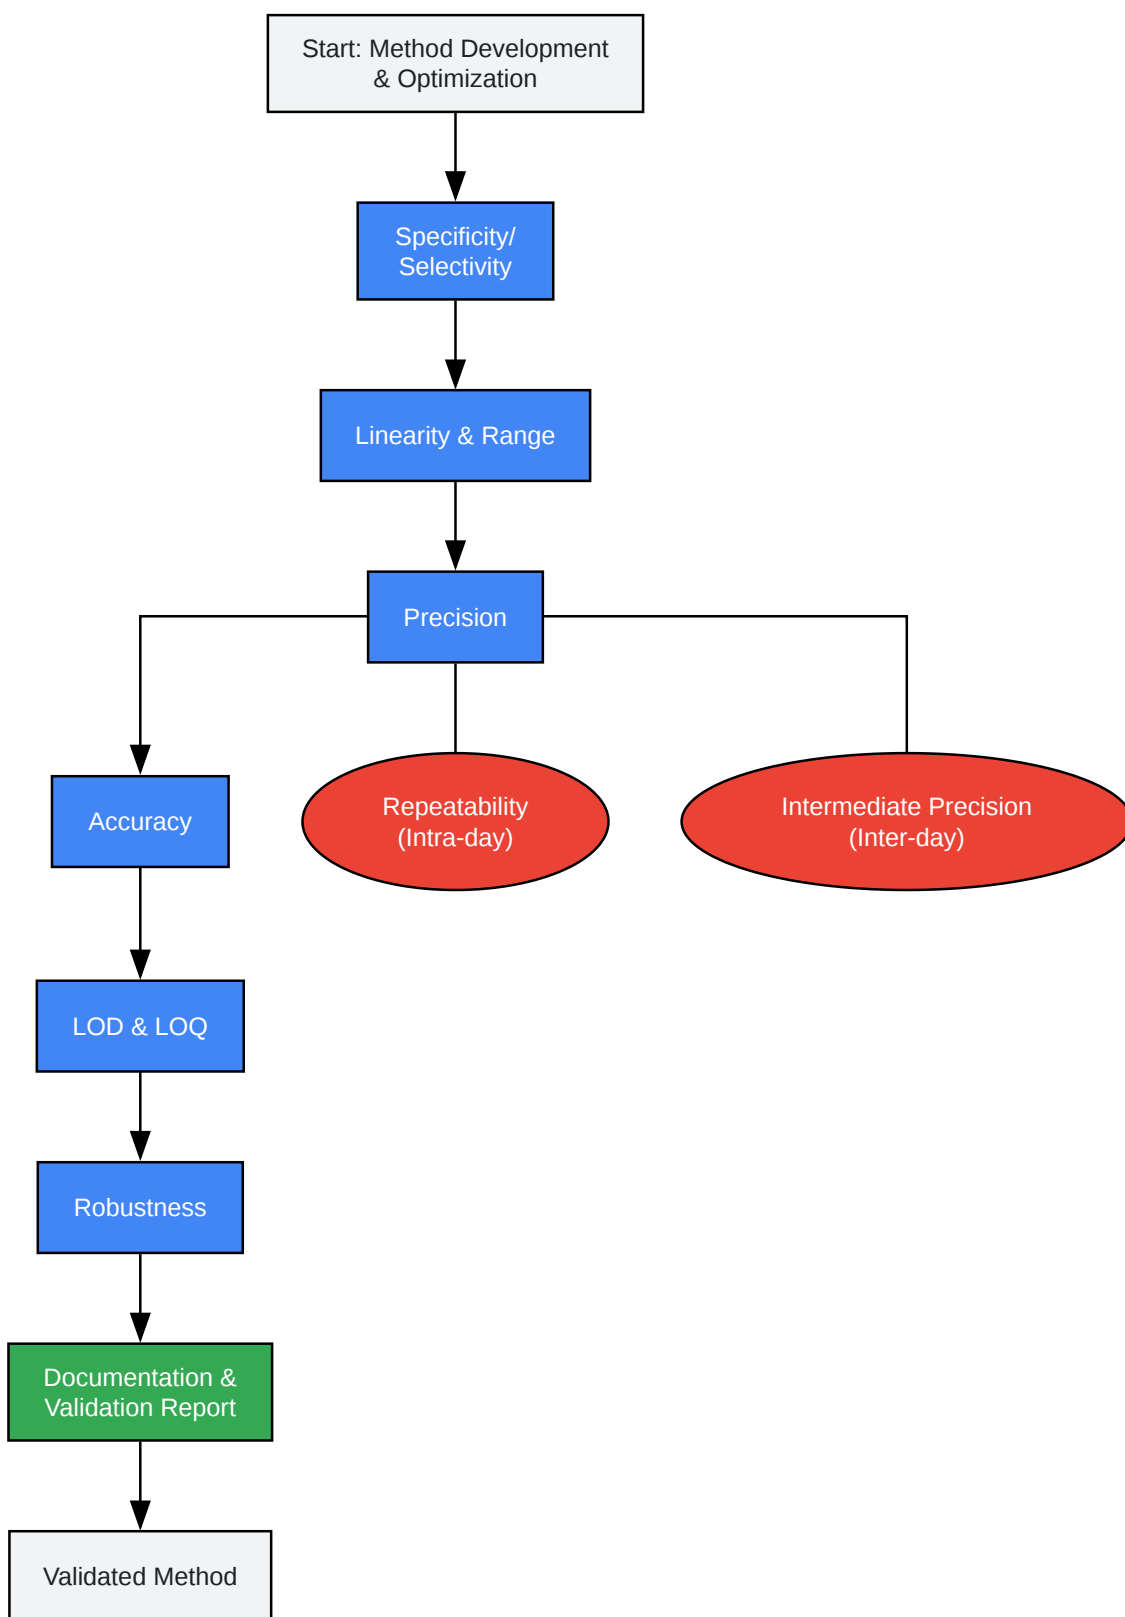 Start: Method Development
& Optimization
Specificity/
Selectivity
Linearity & Range
Precision
Accuracy
Repeatability
(Intra-day)
Intermediate Precision
(Inter-day)
LOD & LOQ
Robustness
Documentation &
Validation Report
Validated Method